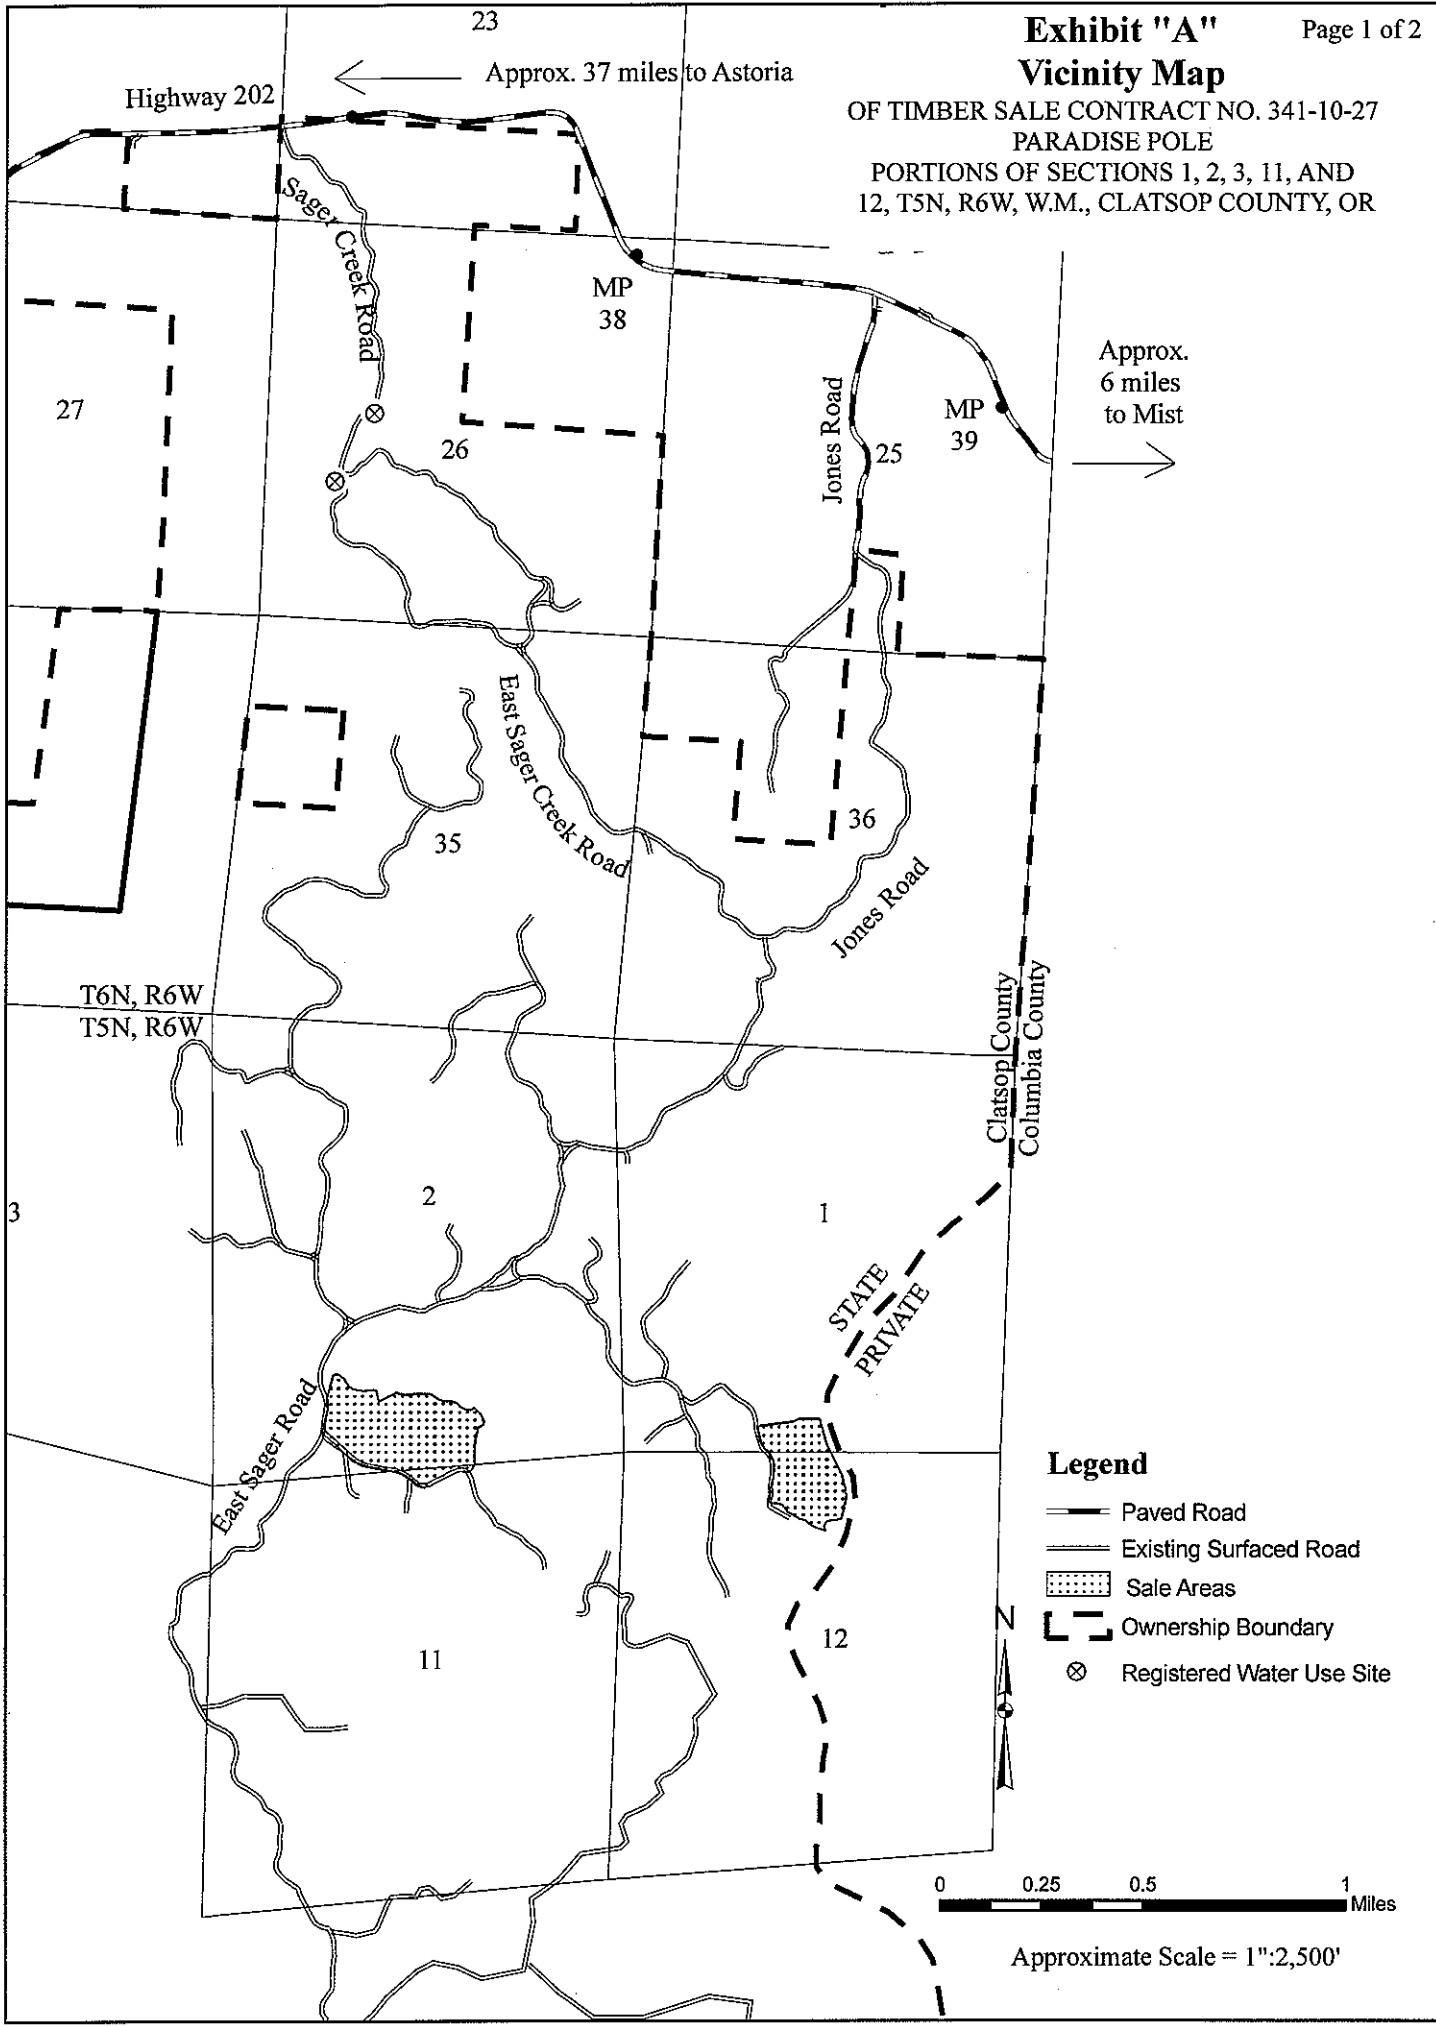 23
Exhibit "A"
Page 1 of 2
Vicinity Map
OF TIMBER SALE CONTRACT NO. 341-10-27
PARADISE POLE
PORTIONS OF SECTIONS 1, 2, 3, 11, AND
12, T5N, R6W, W.M., CLATSOP COUNTY, OR
Approx. 37 miles to Astoria
Highway 202
Sager Creek Road
MP
38
Approx.
6 miles
to Mist
27
26
Jones Road
25
MP
39
East Sager Creek Road
35
36
Jones Road
T6N, R6W
T5N, R6W
Clatsop County
Columbia County
3
2
1
STATE
PRIVATE
East Sager Road
11
12
Legend
Paved Road
Existing Surfaced Road
Sale Areas
Ownership Boundary
Registered Water Use Site
N
0 0.25 0.5 1
Miles
Approximate Scale = 1":2,500'